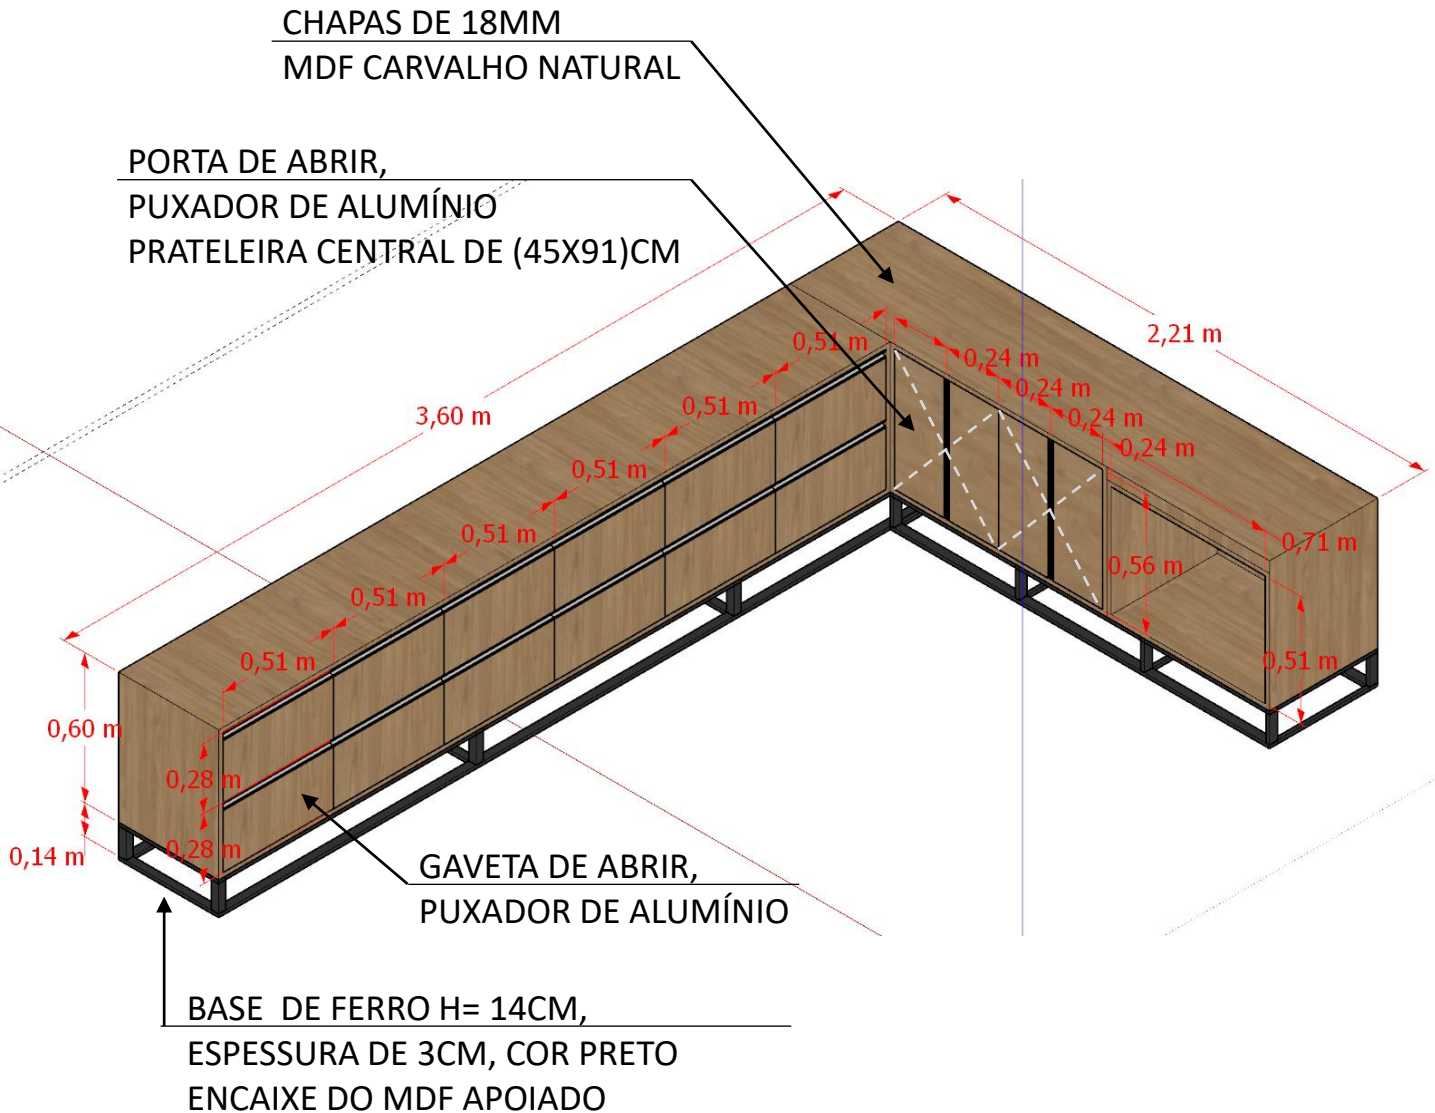 CHAPAS DE 18MM
MDF CARVALHO NATURAL
PORTA DE ABRIR,
PUXADOR DE ALUMÍNIO
PRATELEIRA CENTRAL DE (45X91)CM
2,21 m
3,60 m
0,51 m
0,51 m
0,51 m
0,51 m
0,51 m
0,51 m
0,24 m
0,24 m
0,24 m
0,24 m
0,71 m
0,56 m
0,51 m
0,60 m
0,28 m
0,28 m
0,14 m
GAVETA DE ABRIR,
PUXADOR DE ALUMÍNIO
BASE  DE FERRO H= 14CM,
ESPESSURA DE 3CM, COR PRETO
ENCAIXE DO MDF APOIADO